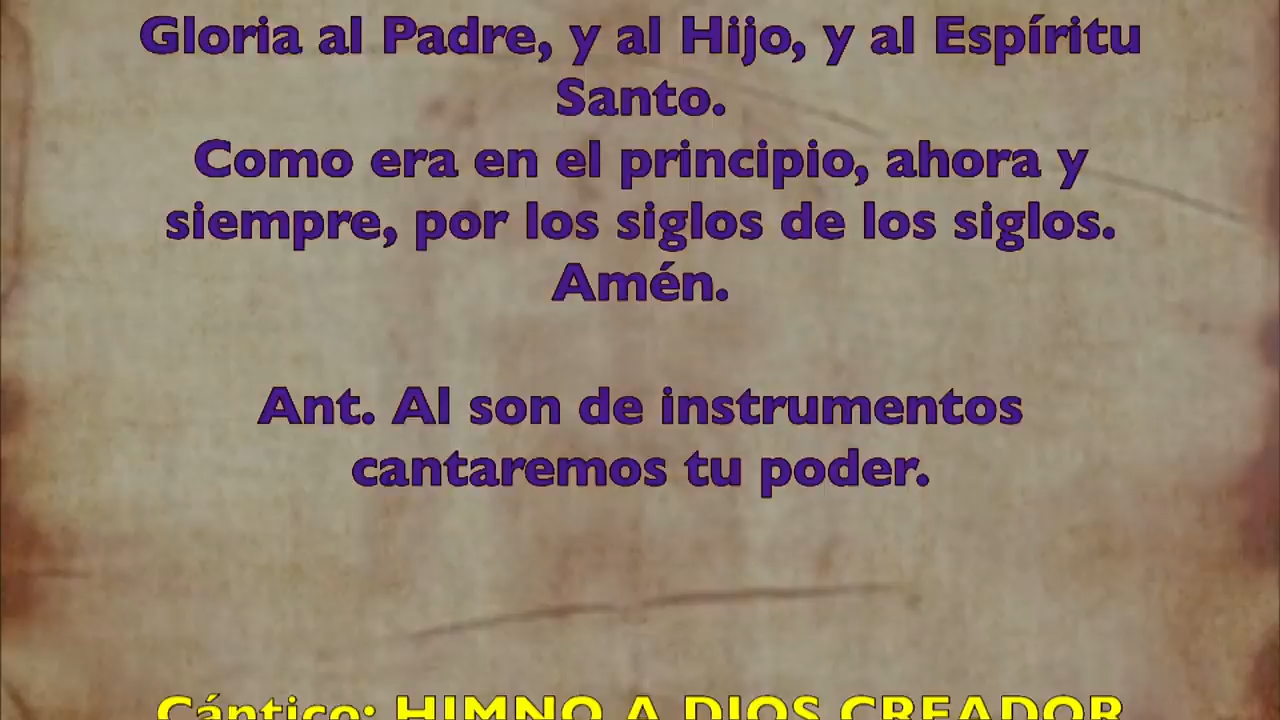 Gloria al Padre, y al Hijo, y al Espíritu
Santo.
Como era en el principio, ahora y
siempre, por los siglos de los siglos.
Amén.
Ant. Al son de instrumentos
cantaremos tu poder.
Cántico: HIMNO A DIOS CREADOR